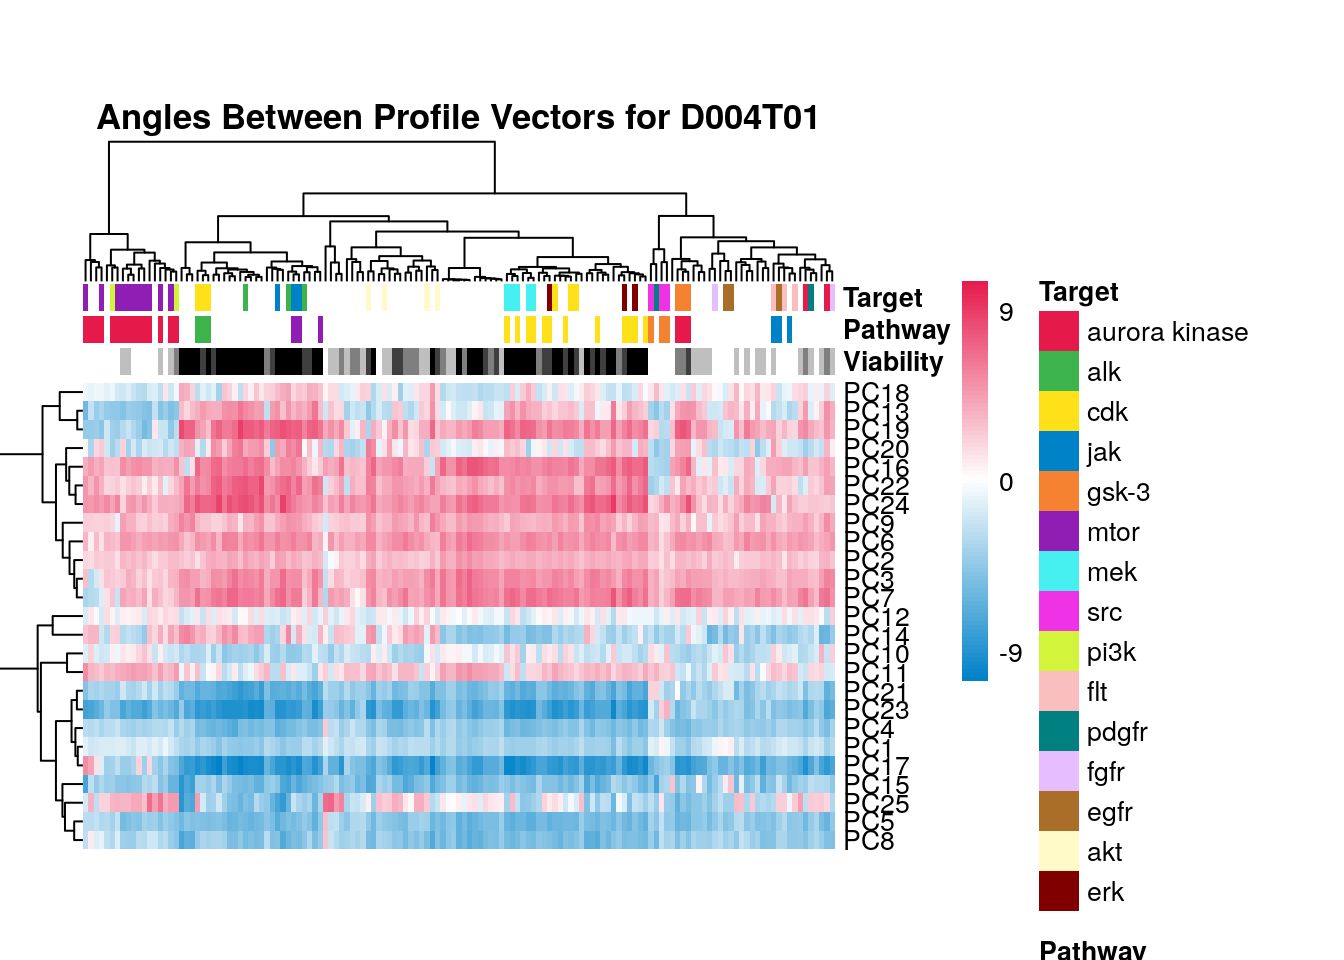 Angles Between Profile Vectors for D004T01
Target
Pathway
Viability
PC18
PC13
PC19
PC20
PC16
PC22
PC24
PC9
PC6
PC2
PC3
PC7
PC12
PC14
PC10
PC11
PC21
PC23
PC4
PC1
PC17
PC15
PC25
PC5
PC8
9
0
-9
Target
aurora kinase
alk
cdk
jak
gsk-3
mtor
mek
src
pi3k
flt
pdgfr
fgfr
egfr
akt
erk
Pathway